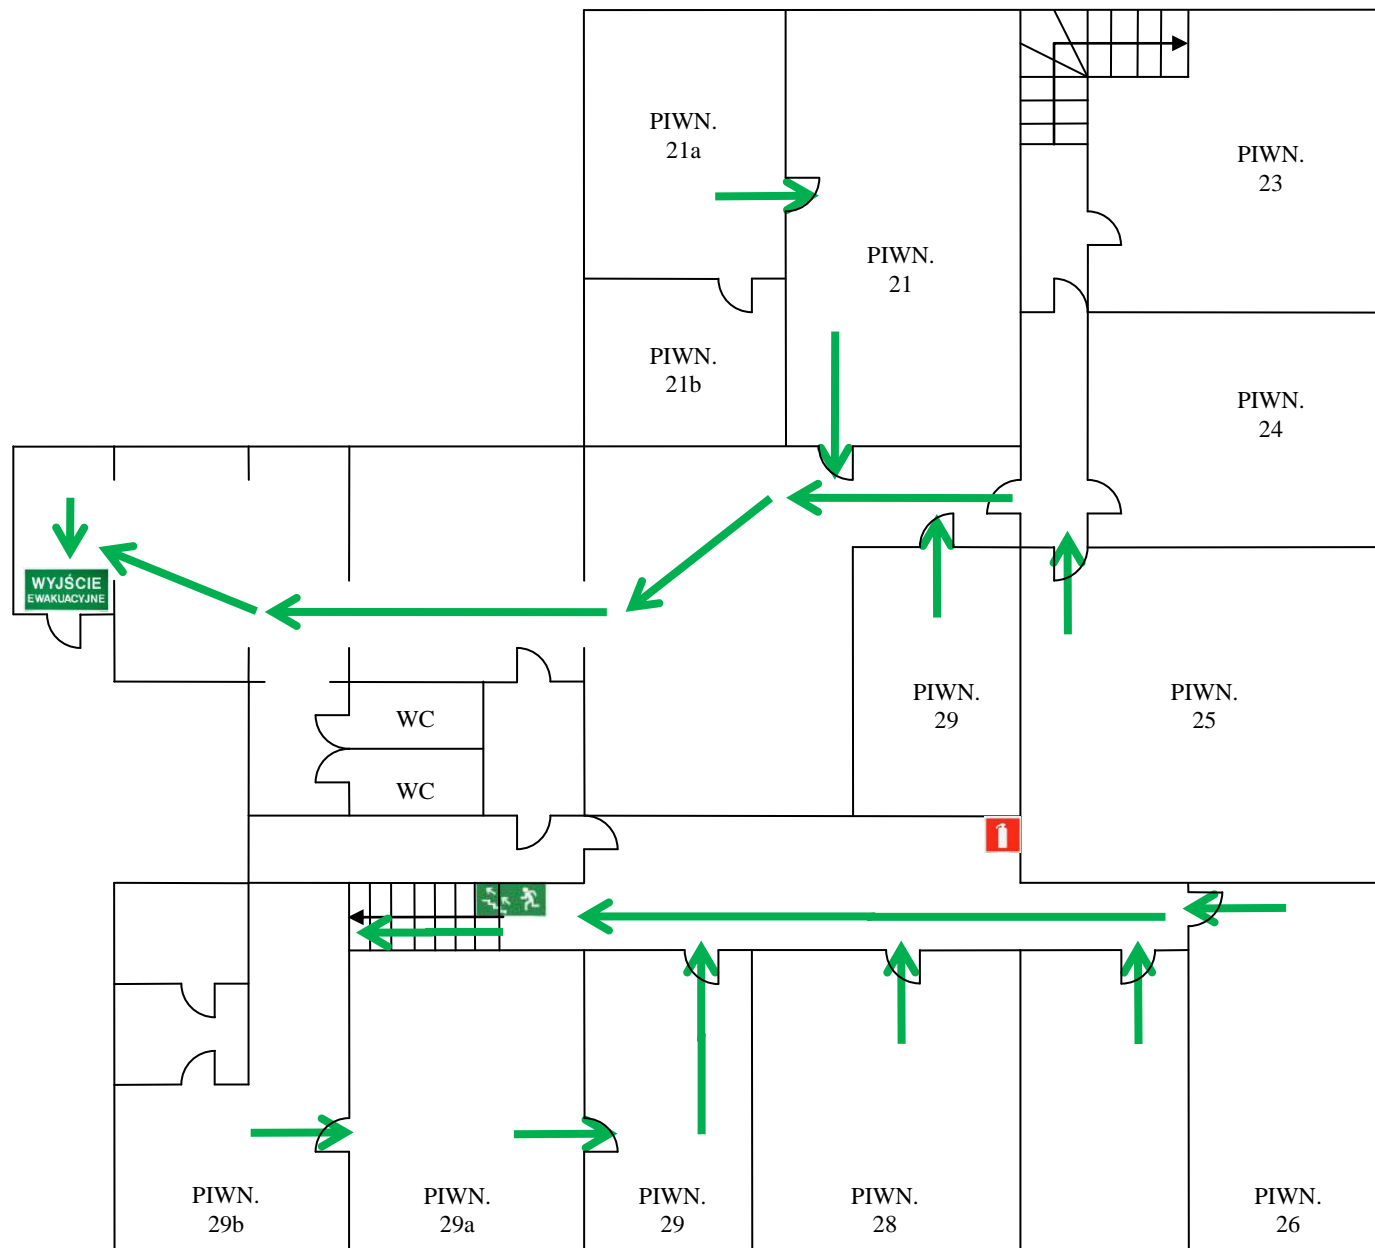 PIWN.
21a
PIWN.
23
PIWN.
21
PIWN.
21b
PIWN.
24
WYJŚCIE
EWAKUACYJNE
PIWN.
29
PIWN.
25
WC
WC
PIWN.
29b
PIWN.
29a
PIWN.
29
PIWN.
28
PIWN.
26